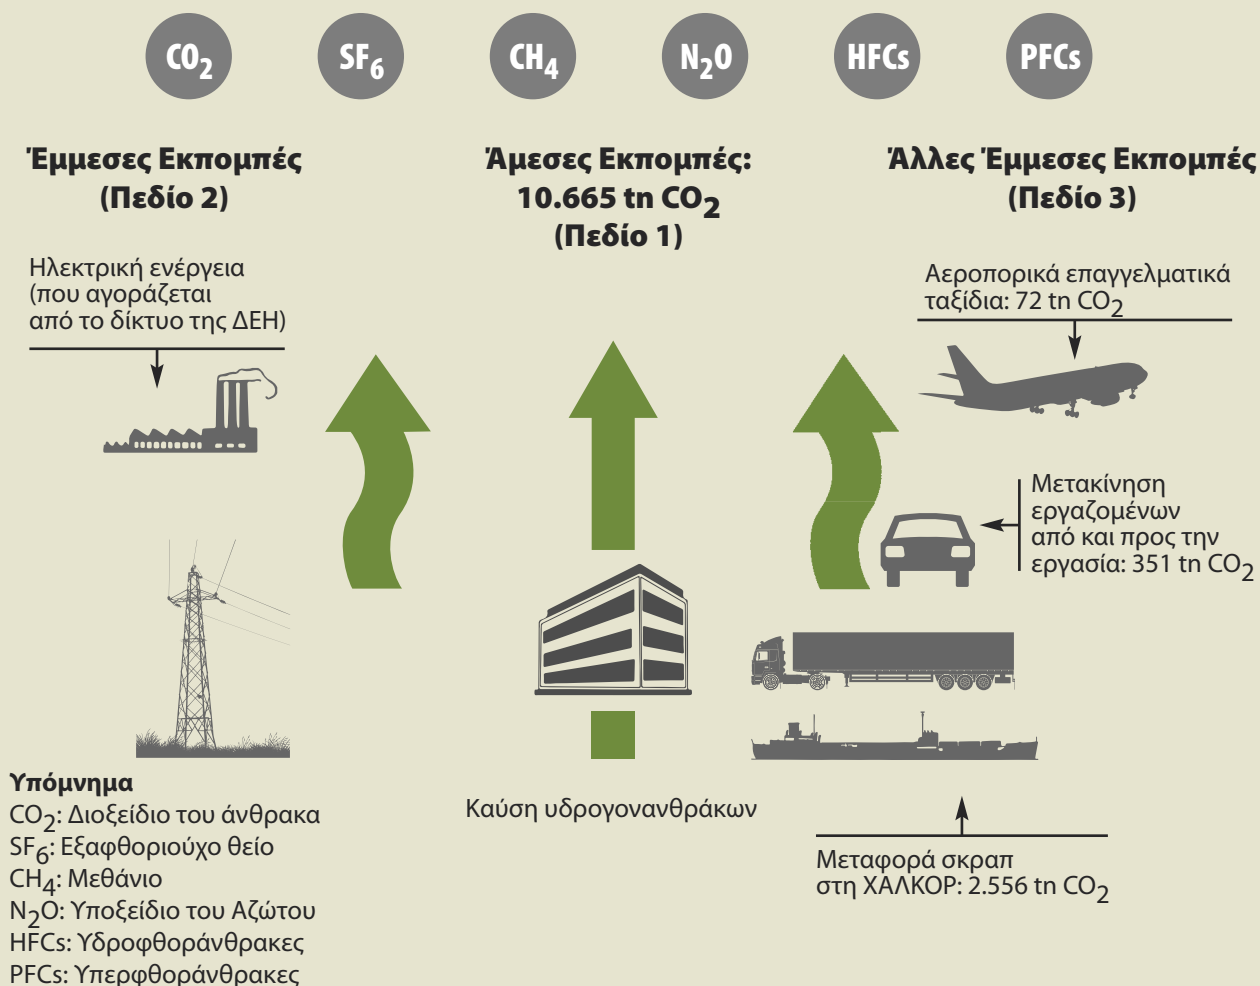 CO₂
SF₆
CH₄
N₂O
HFCs
PFCs
Έμμεσες Εκπομπές
(Πεδίο 2)
Ηλεκτρική ενέργεια
(που αγοράζεται
από το δίκτυο της ΔΕΗ)
Άμεσες Εκπομπές:
10.665 tn CO₂
(Πεδίο 1)
Καύση υδρογονανθράκων
Άλλες Έμμεσες Εκπομπές
(Πεδίο 3)
Αεροπορικά επαγγελματικά
ταξίδια: 72 tn CO₂
Μετακίνηση
εργαζομένων
από και προς την
εργασία: 351 tn CO₂
Μεταφορά σκραπ
στη ΧΑΛΚΟΡ: 2.556 tn CO₂
Υπόμνημα
CO₂: Διοξείδιο του άνθρακα
SF₆: Εξαφθοριούχο θείο
CH₄: Μεθάνιο
N₂O: Υποξείδιο του Αζώτου
HFCs: Υδροφθοράνθρακες
PFCs: Υπερφθοράνθρακες